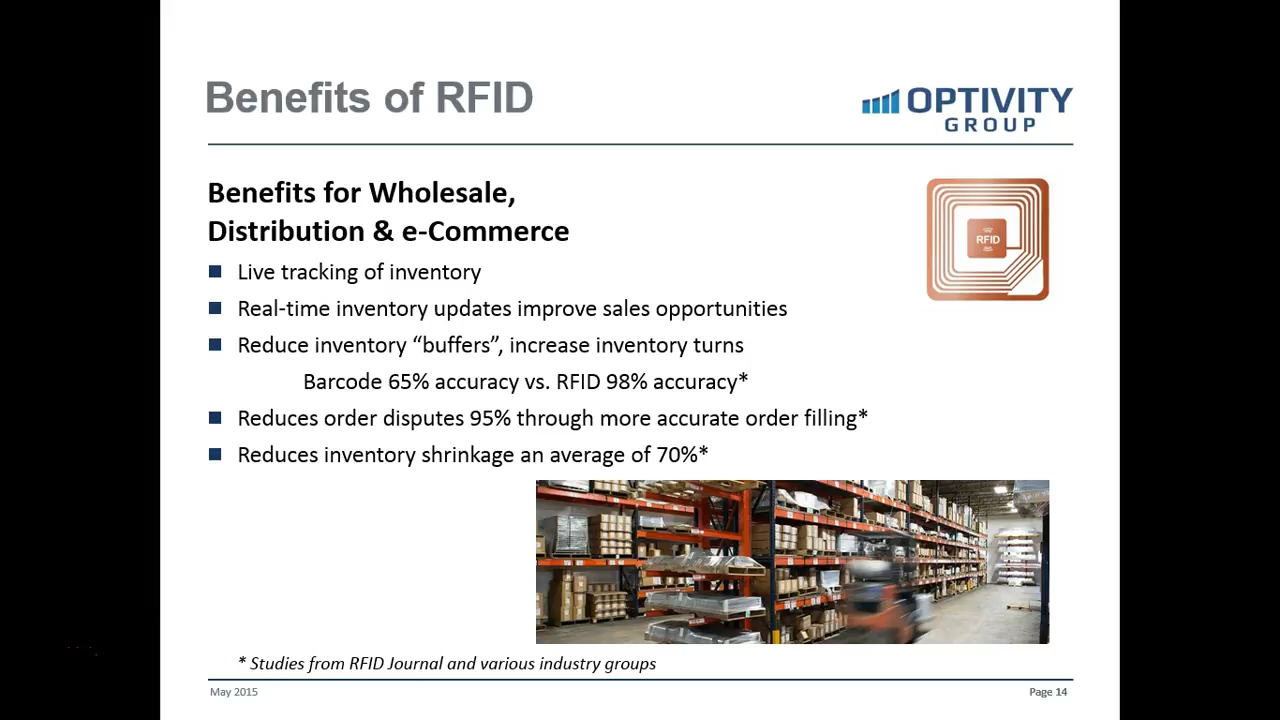 Benefits of RFID
OPTIVITY
GROUP
Benefits for Wholesale,
Distribution & e-Commerce
RFID
Live tracking of inventory
Real-time inventory updates improve sales opportunities
Reduce inventory “buffers”, increase inventory turns
Barcode 65% accuracy vs. RFID 98% accuracy*
Reduces order disputes 95% through more accurate order filling*
Reduces inventory shrinkage an average of 70%*
* Studies from RFID Journal and various industry groups
May 2015
Page 14